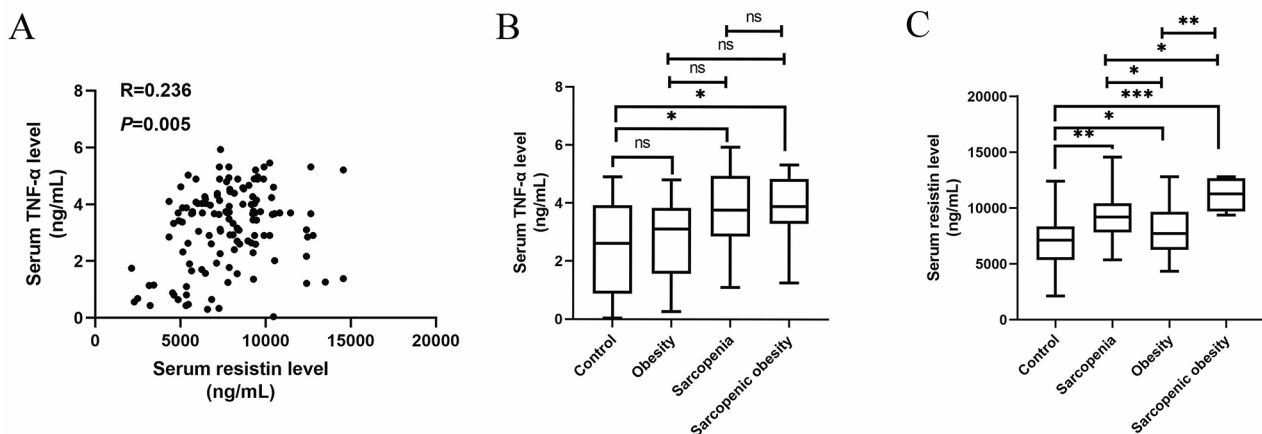 A
R=0.236
P=0.005
Serum TNF-α level
(ng/mL)
8
6
4
2
0
0 5000 10000 15000 20000
Serum resistin level
(ng/mL)
B
ns
ns
ns
*
*
ns
Serum TNF-α level
(ng/mL)
8
6
4
2
0
Control
Obesity
Sarcopenia
Sarcopenic obesity
C
**
*
*
***
*
**
Serum resistin level
(ng/mL)
20000
15000
10000
5000
0
Control
Sarcopenia
Obesity
Sarcopenic obesity